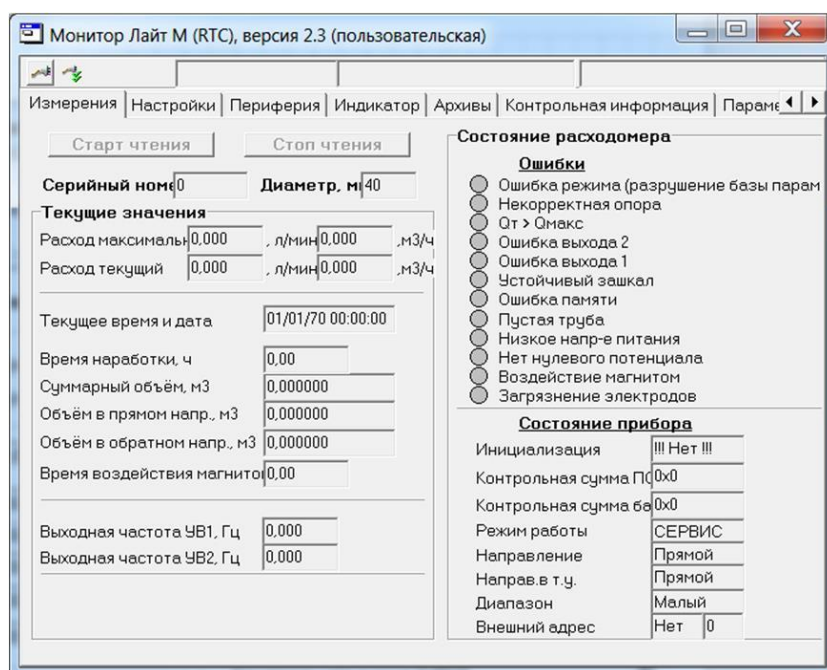 Монитор Лайт М (RTC), версия 2.3 (пользовательская)
Измерения Настройки Периферия Индикатор Архивы Контрольная информация Параме
Старт чтения Стоп чтения
Серийный номе 0 Диаметр, м 40
Текущие значения
Расход максималь 0,000 , л/мин 0,000 ,м3/ч
Расход текущий 0,000 , л/мин 0,000 ,м3/ч
Текущее время и дата 01/01/70 00:00:00
Время наработки, ч 0,00
Суммарный объём, м3 0,000000
Объём в прямом напр., м3 0,000000
Объём в обратном напр., м3 0,000000
Время воздействия магнито 0,00
Выходная частота УВ1, Гц 0,000
Выходная частота УВ2, Гц 0,000
Состояние расходомера
Ошибки
Ошибка режима (разрушение базы парам
Некорректная опора
Qт > Qмакс
Ошибка выхода 2
Ошибка выхода 1
Устойчивый зашкал
Ошибка памяти
Пустая труба
Низкое напр-е питания
Нет нулевого потенциала
Воздействие магнитом
Загрязнение электродов
Состояние прибора
Инициализация !!! Нет !!!
Контрольная сумма ПО 0x0
Контрольная сумма ба 0x0
Режим работы СЕРВИС
Направление Прямой
Направ.в т.у. Прямой
Диапазон Малый
Внешний адрес Нет 0